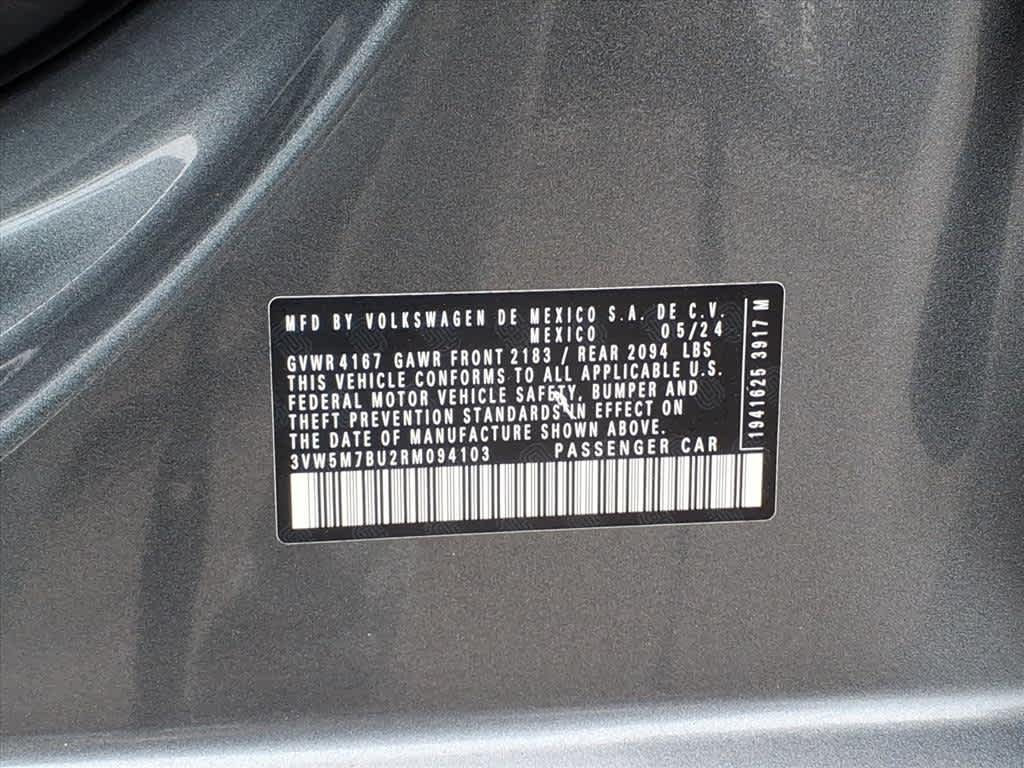 MFD BY VOLKSWAGEN DE MEXICO S.A. DE C.V.
MEXICO 05/24
GVWR 4167 GAWR FRONT 2183 / REAR 2094 LBS
THIS VEHICLE CONFORMS TO ALL APPLICABLE U.S.
FEDERAL MOTOR VEHICLE SAFETY, BUMPER AND
THEFT PREVENTION STANDARDS IN EFFECT ON
THE DATE OF MANUFACTURE SHOWN ABOVE.
3VW5M7BU2RM094103 PASSENGER CAR
1941625 3917 M